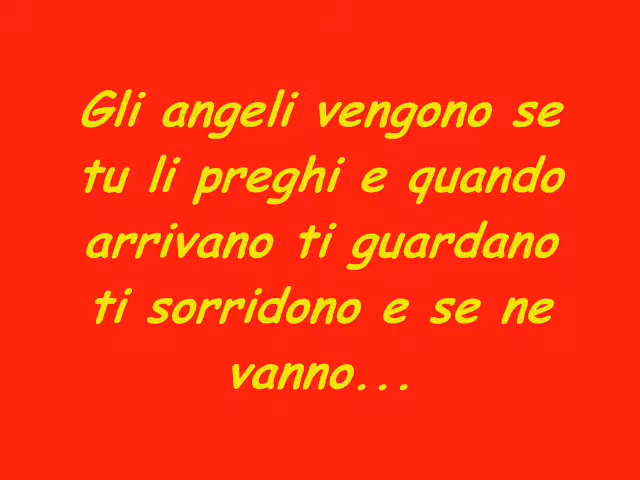 Gli angeli vengono se
tu li preghi e quando
arrivano ti guardano
ti sorridono e se ne
vanno...